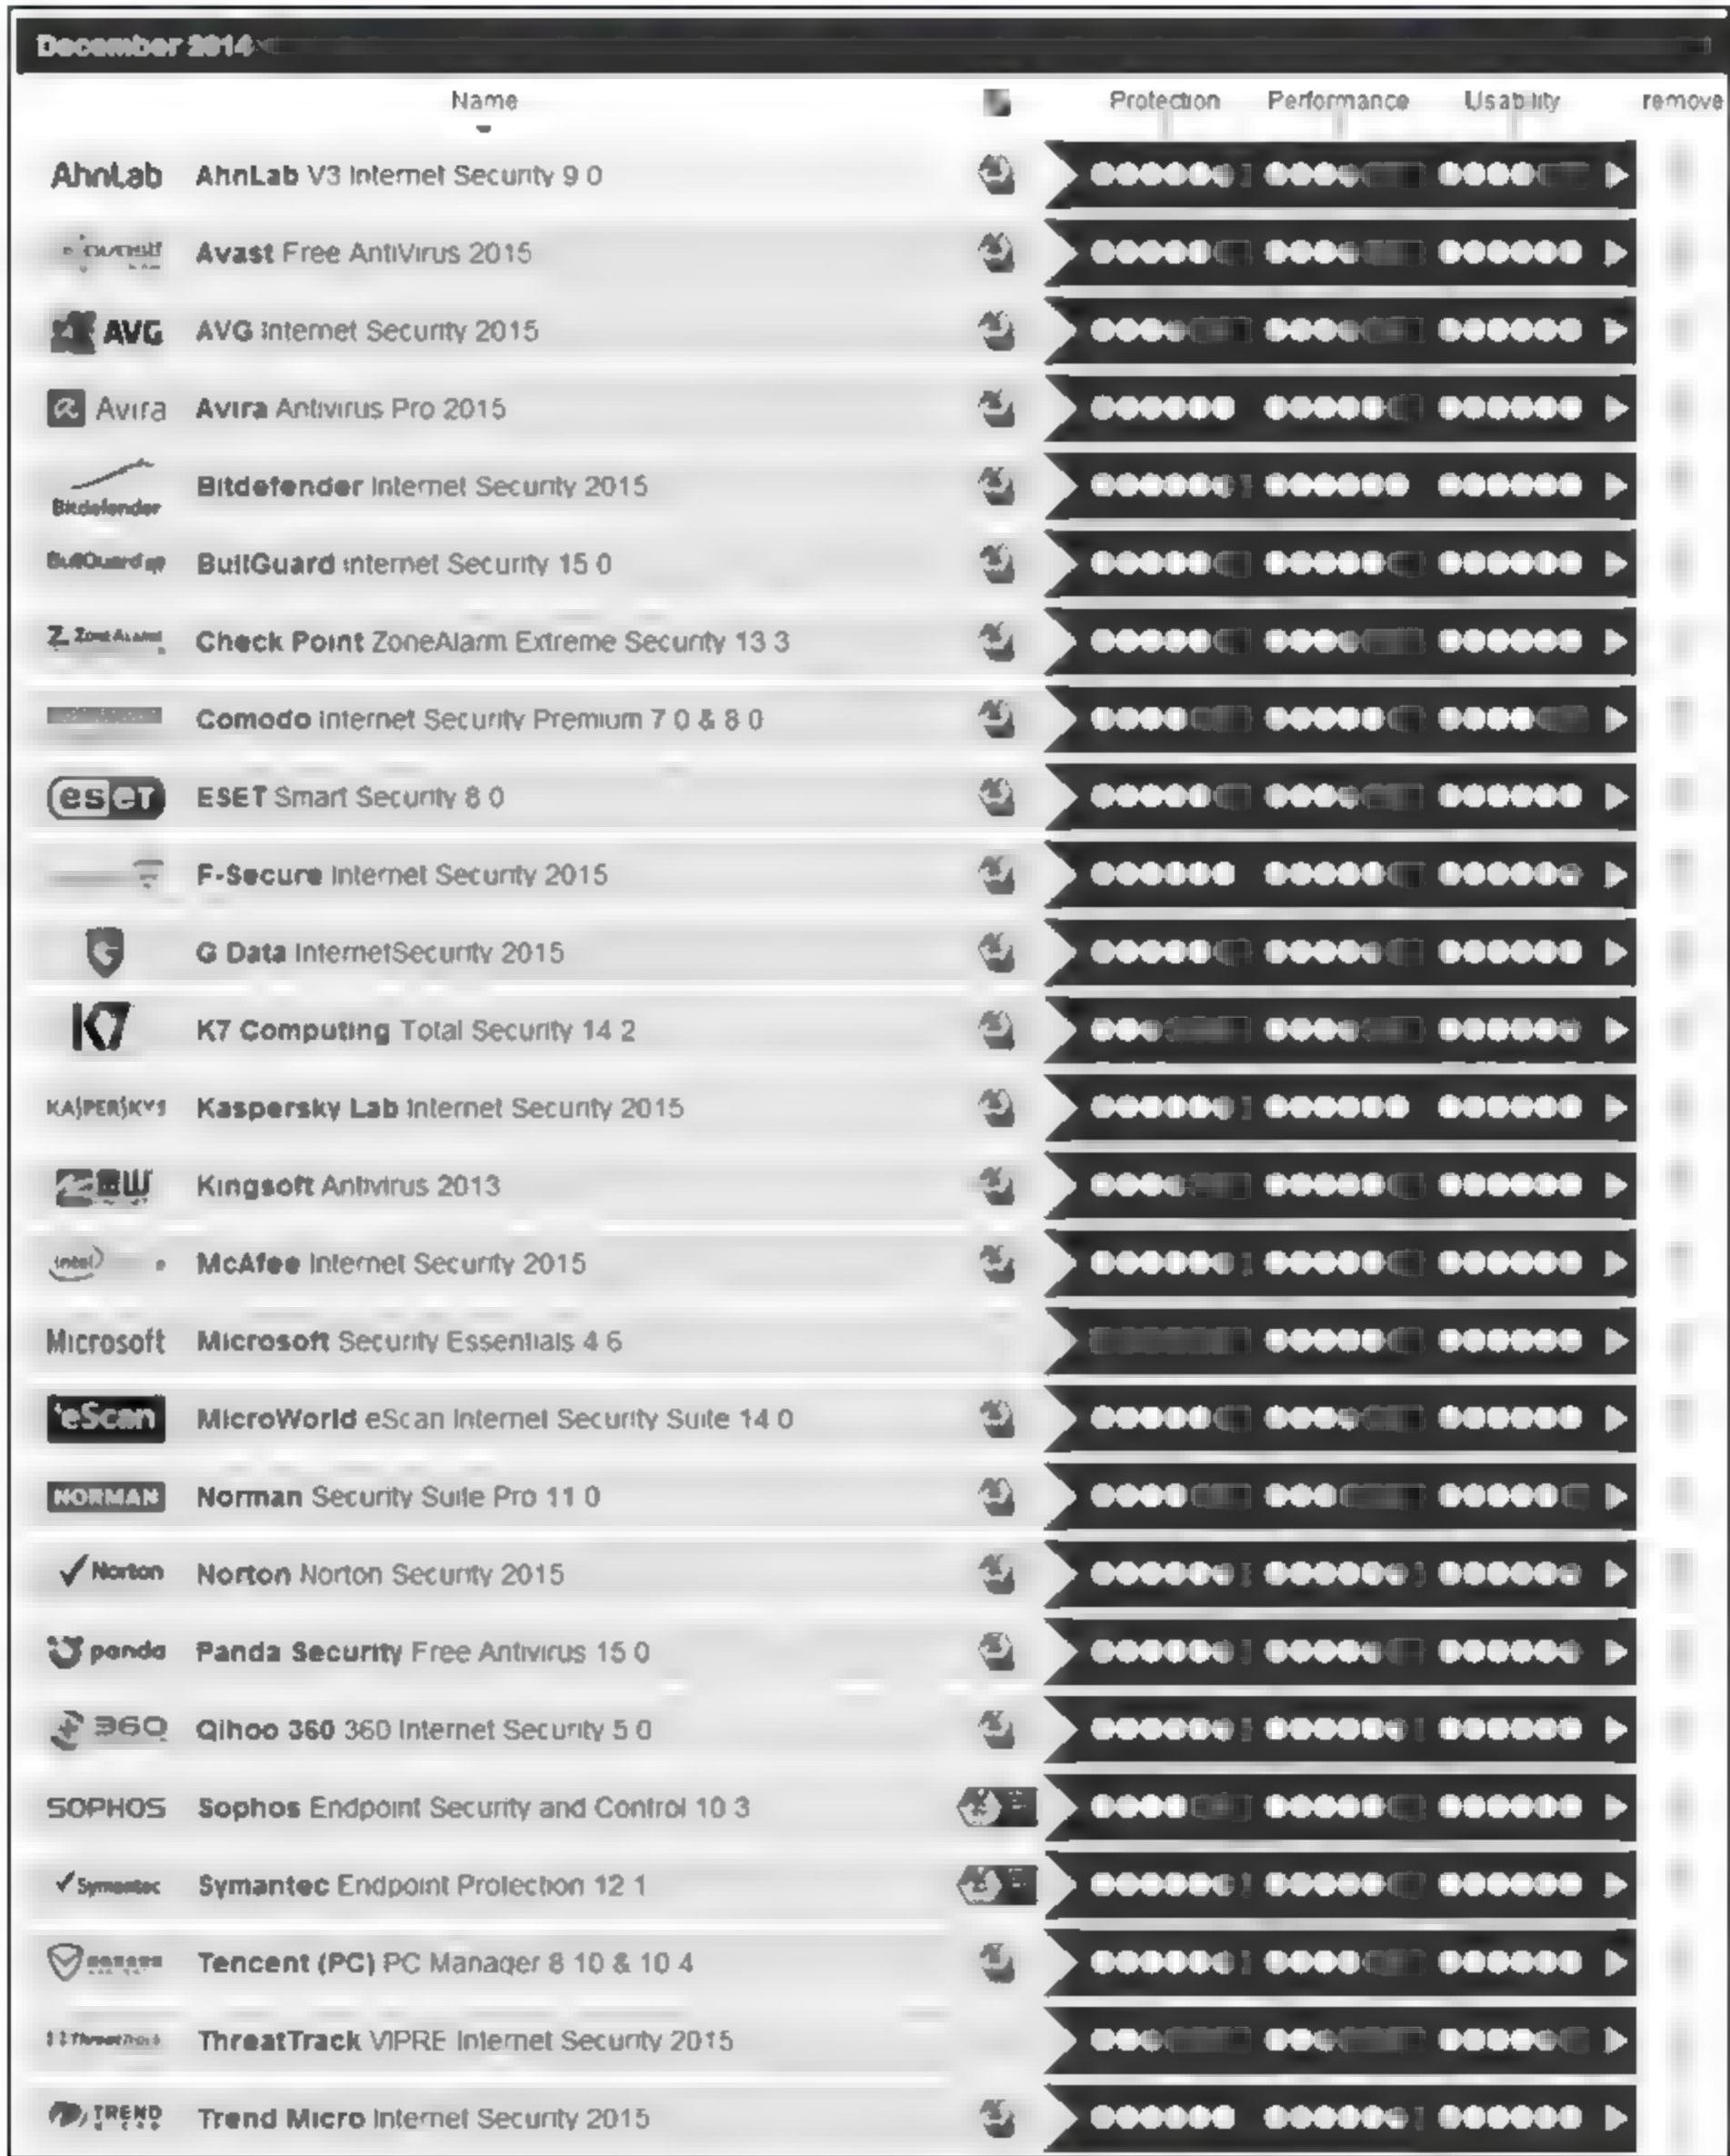 December 2014
Name Protection Performance Usability remove
AhnLab AhnLab V3 Internet Security 9 0
avast! Avast Free AntiVirus 2015
AVG AVG Internet Security 2015
Avira Avira Antivirus Pro 2015
Bitdefender Bitdefender Internet Security 2015
BullGuard BullGuard Internet Security 15 0
ZoneAlarm Check Point ZoneAlarm Extreme Security 13 3
Comodo Internet Security Premium 7 0 & 8 0
eseT ESET Smart Security 8 0
F-Secure Internet Security 2015
G Data InternetSecurity 2015
K7 K7 Computing Total Security 14 2
KASPERSKY Kaspersky Lab Internet Security 2015
Kingsoft Antivirus 2013
intel McAfee Internet Security 2015
Microsoft Microsoft Security Essentials 4 6
eScan MicroWorld eScan Internet Security Suite 14 0
NORMAN Norman Security Suite Pro 11 0
Norton Norton Norton Security 2015
panda Panda Security Free Antivirus 15 0
360 Qihoo 360 360 Internet Security 5 0
SOPHOS Sophos Endpoint Security and Control 10 3
Symantec Symantec Endpoint Protection 12 1
Tencent (PC) PC Manager 8 10 & 10 4
ThreatTrack ThreatTrack VIPRE Internet Security 2015
TREND MICRO Trend Micro Internet Security 2015